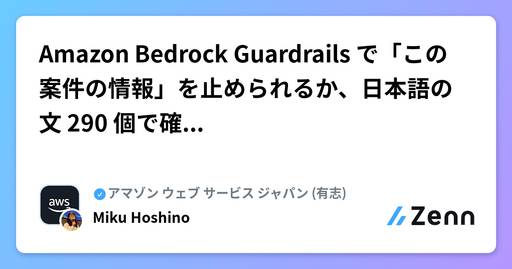 Amazon Bedrock Guardrails で「この
案件の情報」を止められるか、日本語の
文 290 個で確...
aws
アマゾン ウェブ サービス ジャパン (有志)
Miku Hoshino
Zenn